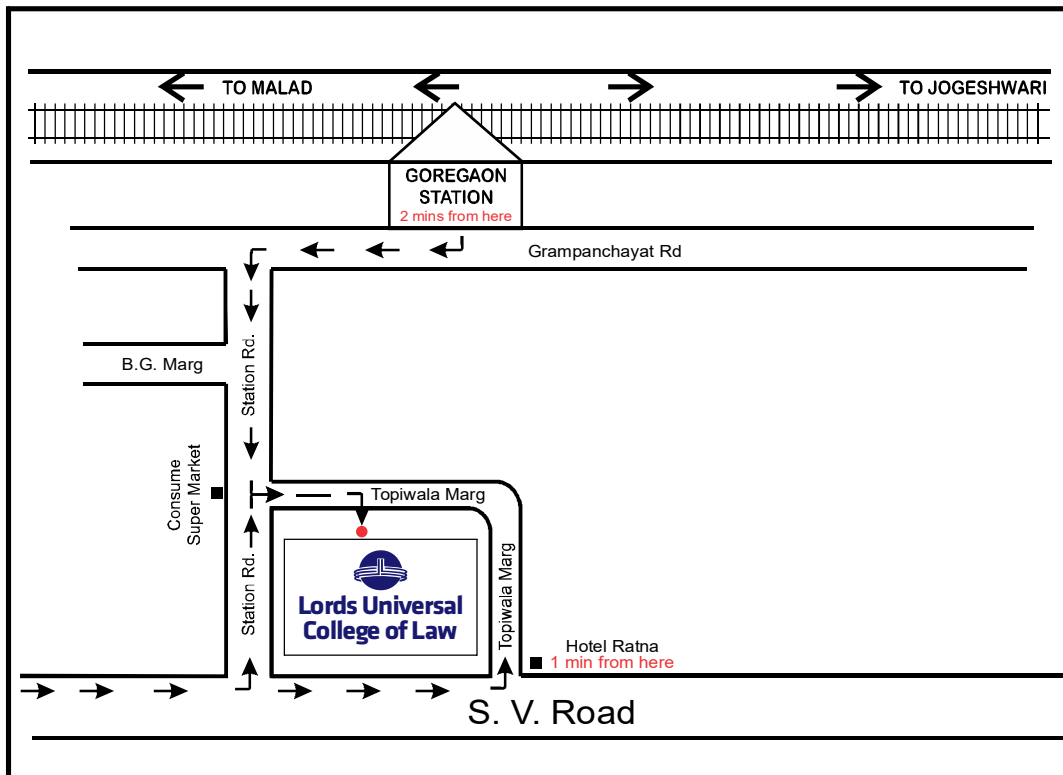 TO MALAD
TO JOGESHWARI
GOREGAON
STATION
2 mins from here
Grampanchayat Rd
Station Rd.
B.G. Marg
Consume
Super Market
Topiwala Marg
Station Rd.
Lords Universal
College of Law
Topiwala Marg
Hotel Ratna
1 min from here
S. V. Road